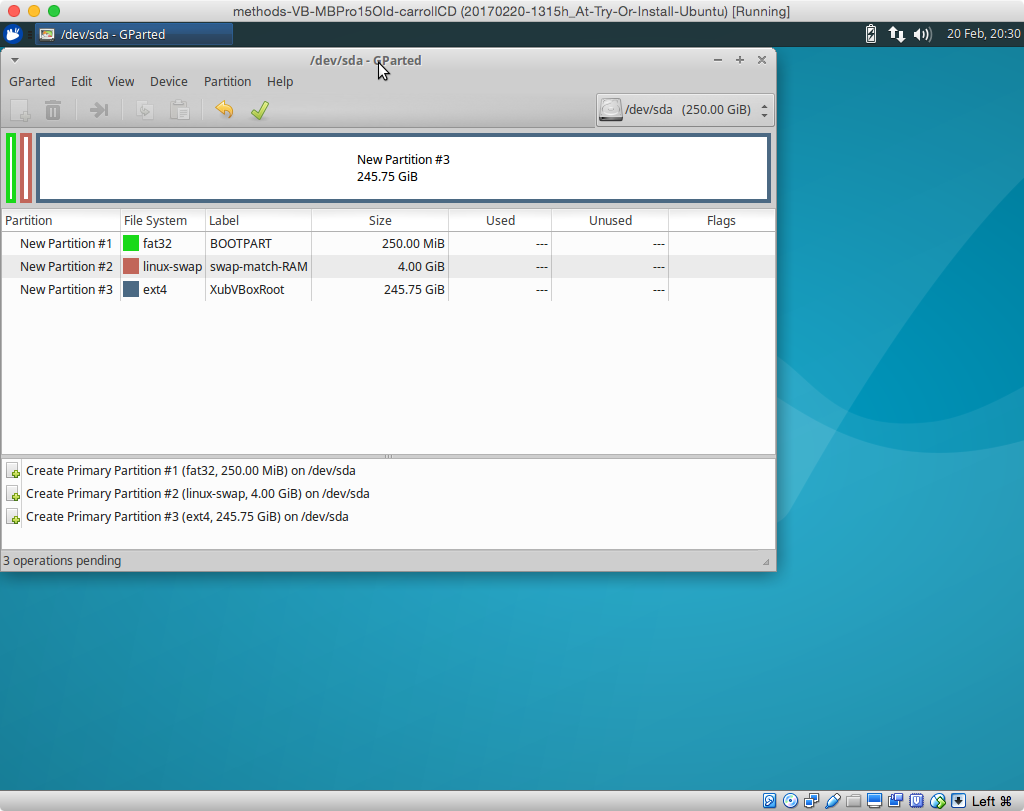 methods-VB-MBPro15Old-carrollCD (20170220-1315h_At-Try-Or-Install-Ubuntu) [Running]
/dev/sda - GParted
20 Feb, 20:30
/dev/sda - GParted
GParted Edit View Device Partition Help
/dev/sda (250.00 GiB)
New Partition #3
245.75 GiB
Partition File System Label Size Used Unused Flags
New Partition #1 fat32 BOOTPART 250.00 MiB --- ---
New Partition #2 linux-swap swap-match-RAM 4.00 GiB --- ---
New Partition #3 ext4 XubVBoxRoot 245.75 GiB --- ---
Create Primary Partition #1 (fat32, 250.00 MiB) on /dev/sda
Create Primary Partition #2 (linux-swap, 4.00 GiB) on /dev/sda
Create Primary Partition #3 (ext4, 245.75 GiB) on /dev/sda
3 operations pending
Left ⌘